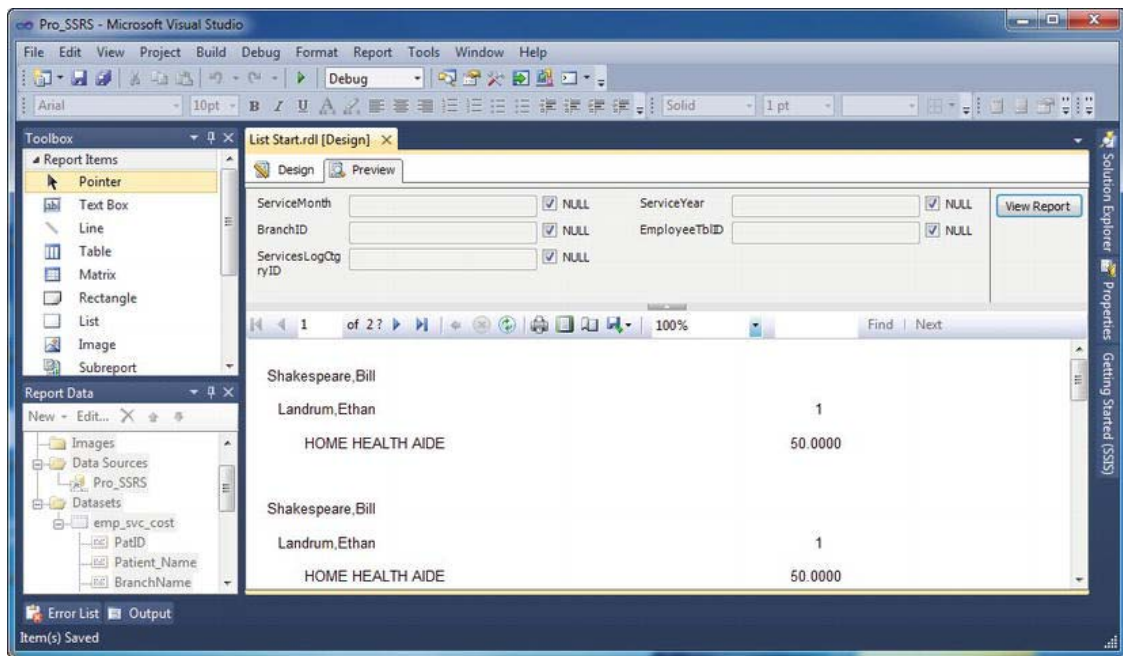 Pro_SSRS - Microsoft Visual Studio
File Edit View Project Build Debug Format Report Tools Window Help
Debug
Arial 10pt B I U A Solid 1 pt
Toolbox
Report Items
Pointer
Text Box
Line
Table
Matrix
Rectangle
List
Image
Subreport
Report Data
New Edit...
Images
Data Sources
Pro_SSRS
Datasets
emp_svc_cost
PatID
Patient_Name
BranchName
List Start.rdl [Design]
Design Preview
ServiceMonth NULL ServiceYear NULL View Report
BranchID NULL EmployeeTblID NULL
ServicesLogCtg NULL
ryID
1 of 2? 100% Find | Next
Shakespeare,Bill
Landrum,Ethan 1
HOME HEALTH AIDE 50.0000
Shakespeare,Bill
Landrum,Ethan 1
HOME HEALTH AIDE 50.0000
Solution Explorer
Properties
Getting Started (SSIS)
Error List Output
Item(s) Saved